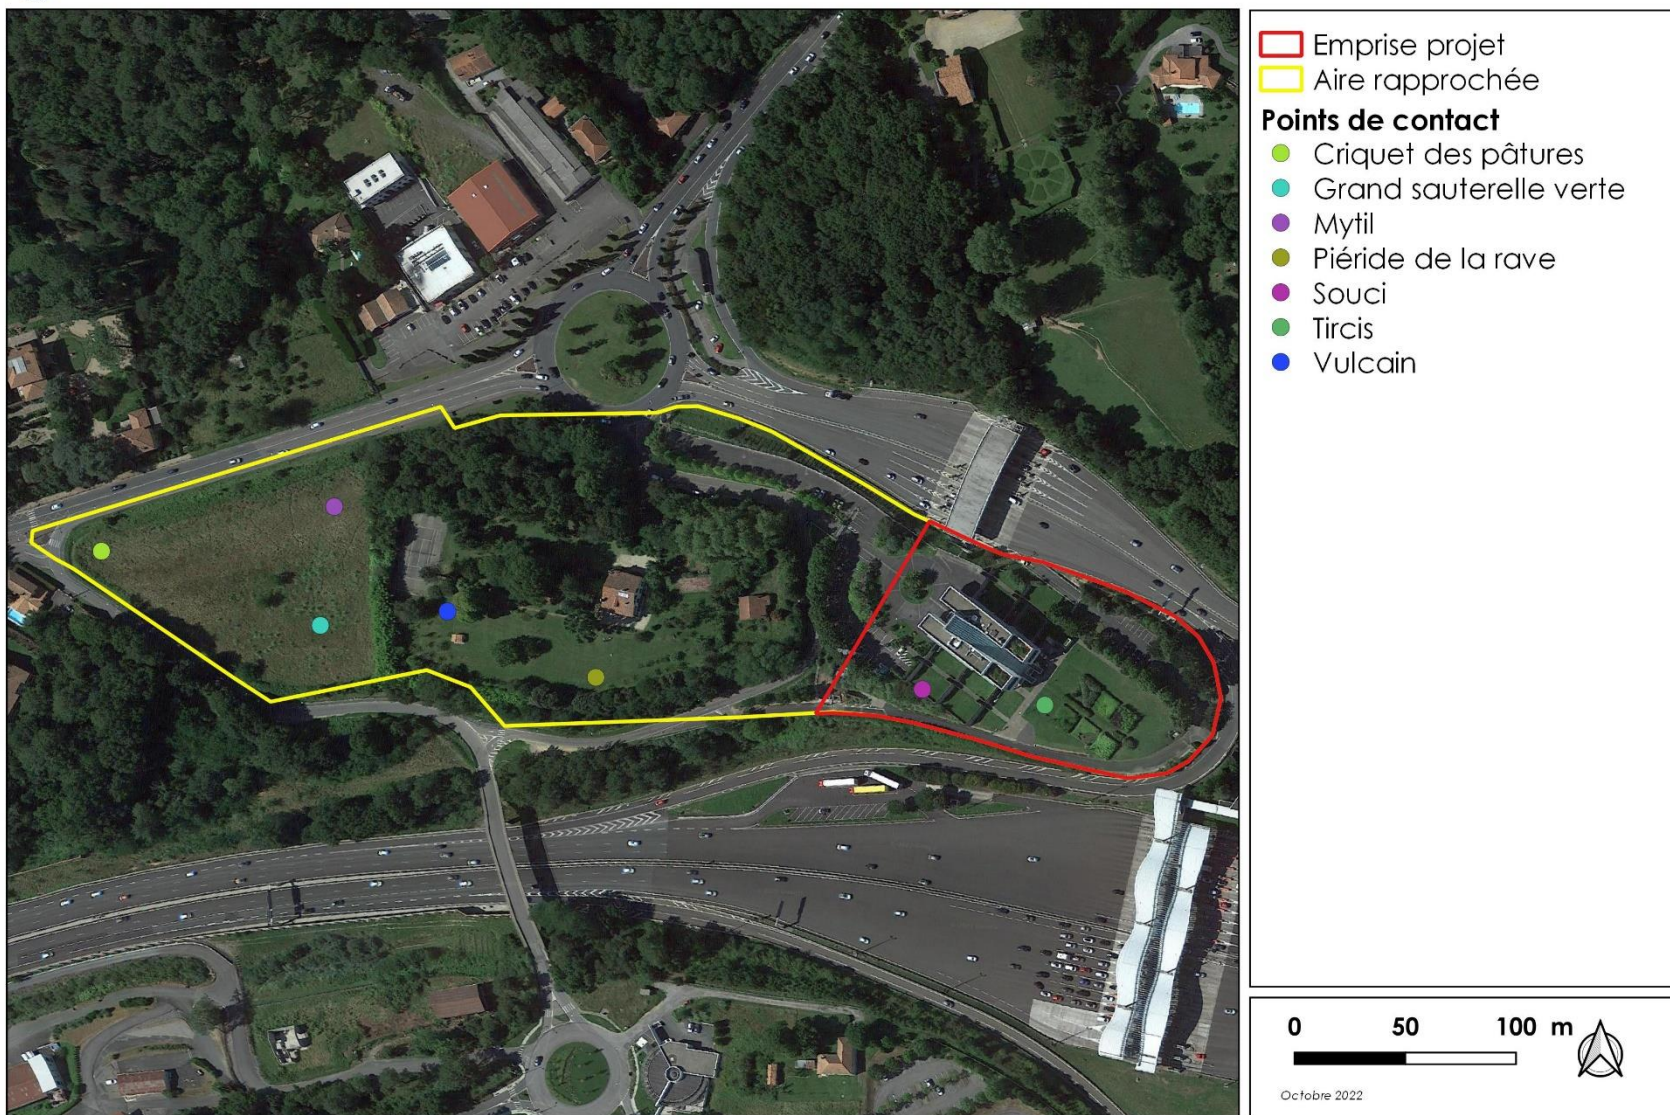 Emprise projet
Aire rapprochée
Points de contact
Criquet des pâtures
Grand sauterelle verte
Mytil
Piéride de la rave
Souci
Tircis
Vulcain
0 50 100 m
Octobre 2022